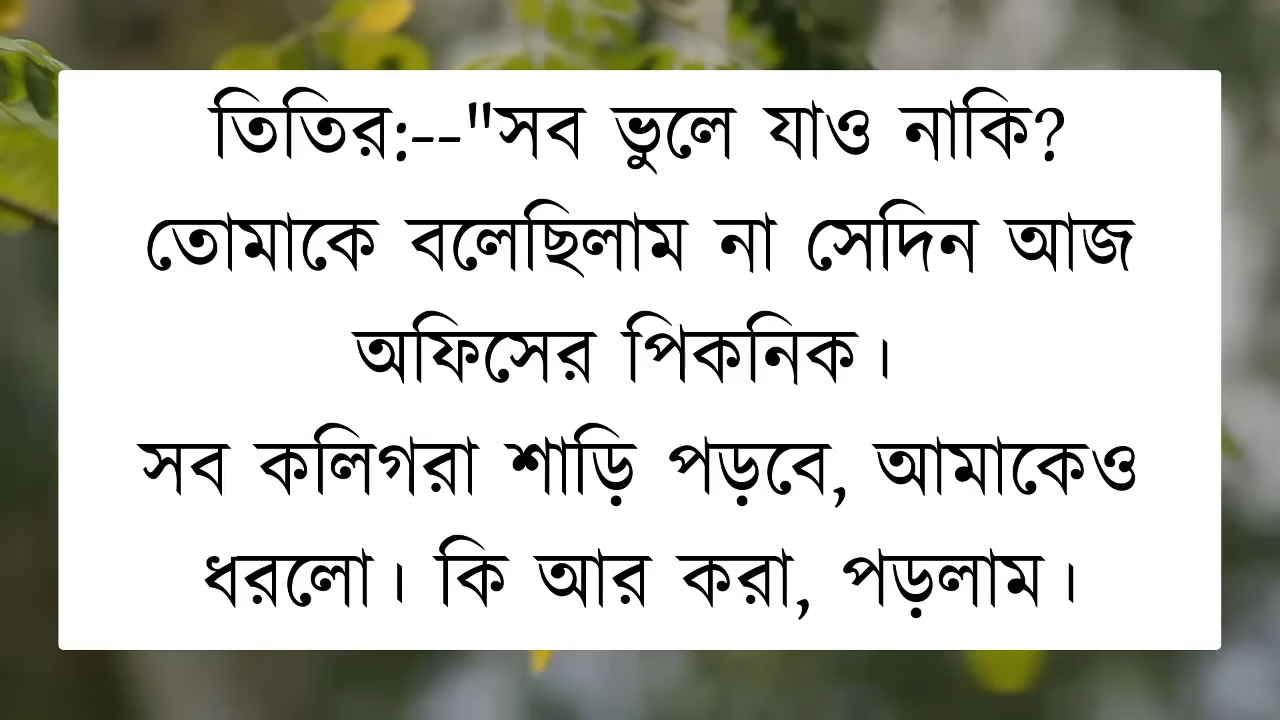 তিতির:--"সব ভুলে যাও নাকি?
তোমাকে বলেছিলাম না সেদিন আজ
অফিসের পিকনিক।
সব কলিগরা শাড়ি পড়বে, আমাকেও
ধরলো। কি আর করা, পড়লাম।